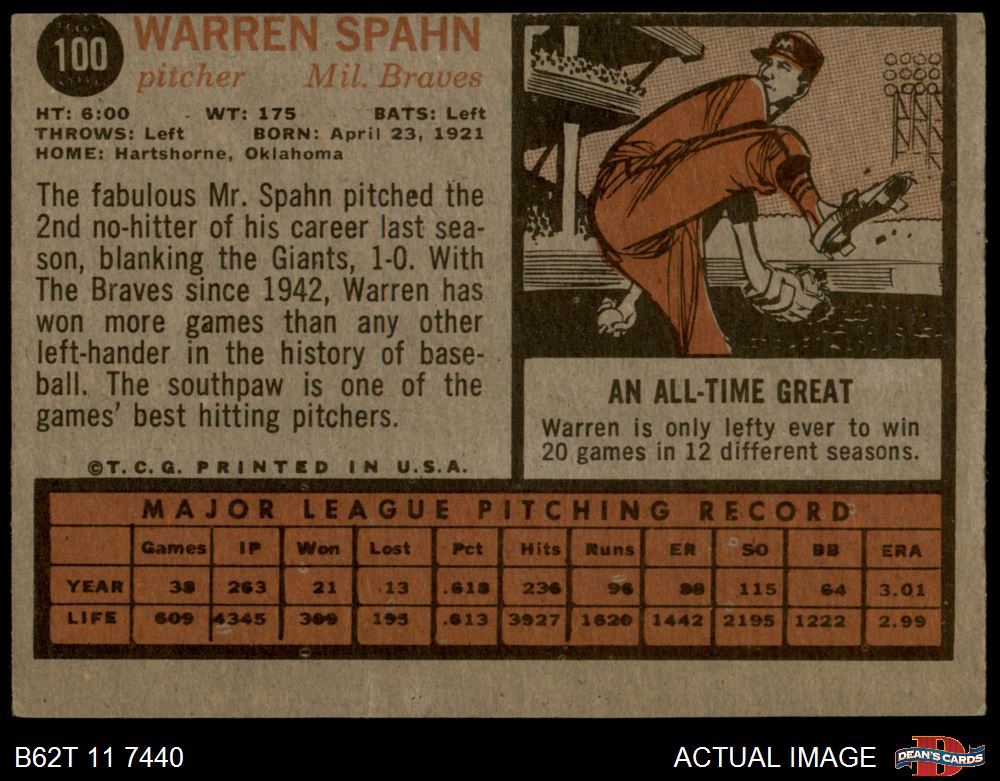 100
WARREN SPAHN
pitcher Mil. Braves
HT: 6:00 WT: 175 BATS: Left
THROWS: Left BORN: April 23, 1921
HOME: Hartshorne, Oklahoma
The fabulous Mr. Spahn pitched the
2nd no-hitter of his career last sea-
son, blanking the Giants, 1-0. With
The Braves since 1942, Warren has
won more games than any other
left-hander in the history of base-
ball. The southpaw is one of the
games' best hitting pitchers.
©T.C.G. PRINTED IN U.S.A.
M
AN ALL-TIME GREAT
Warren is only lefty ever to win
20 games in 12 different seasons.
MAJOR LEAGUE PITCHING RECORD
Games IP Won Lost Pct Hits Runs ER SO BB ERA
YEAR 38 263 21 13 .618 236 96 88 115 64 3.01
LIFE 609 4345 309 195 .613 3927 1620 1442 2195 1222 2.99
B62T 11 7440
ACTUAL IMAGE
D
DEAN'S CARDS